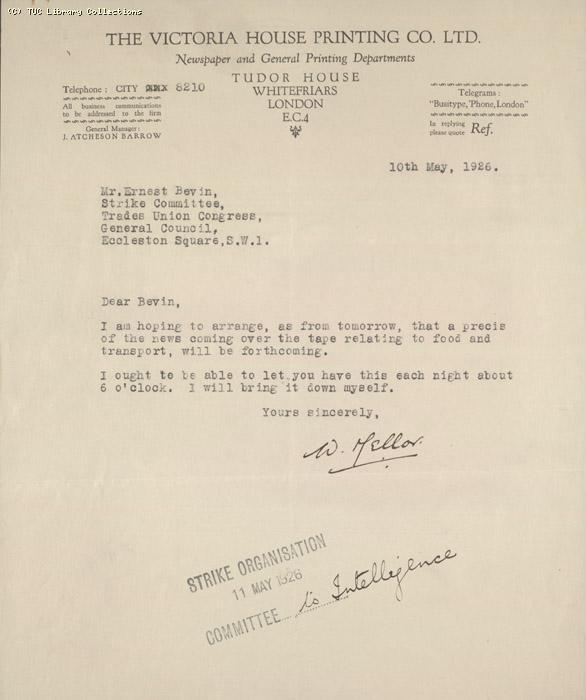 (C) TUC Library Collections
THE VICTORIA HOUSE PRINTING CO. LTD.
Newspaper and General Printing Departments
TUDOR HOUSE
WHITEFRIARS
LONDON
E.C.4
Telephone: CITY 8210
All business communications
to be addressed to the firm
General Manager:
J. ATCHESON BARROW
Telegrams:
"Busitype, 'Phone, London"
In replying
please quote Ref.
10th May, 1926.
Mr.Ernest Bevin,
Strike Committee,
Trades Union Congress,
General Council,
Eccleston Square,S.W.1.
Dear Bevin,
I am hoping to arrange, as from tomorrow, that a precis
of the news coming over the tape relating to food and
transport, will be forthcoming.
I ought to be able to let you have this each night about
6 o'clock. I will bring it down myself.
Yours sincerely,
W. Mellor.
STRIKE ORGANISATION
11 MAY 1926
COMMITTEE to Intelligence